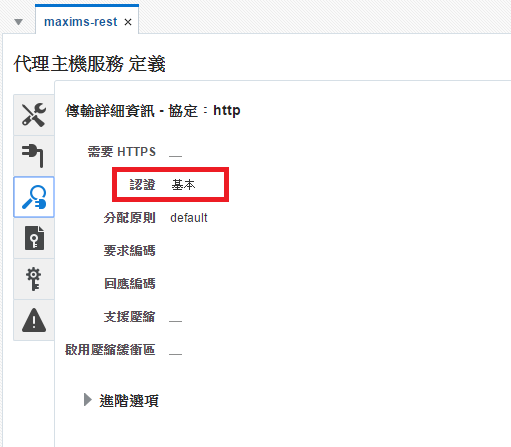 maxims-rest ×
代理主機服務 定義
傳輸詳細資訊 - 協定：http
需要 HTTPS __
認證 基本
分配原則 default
要求編碼
回應編碼
支援壓縮 __
啟用壓縮緩衝區 __
進階選項